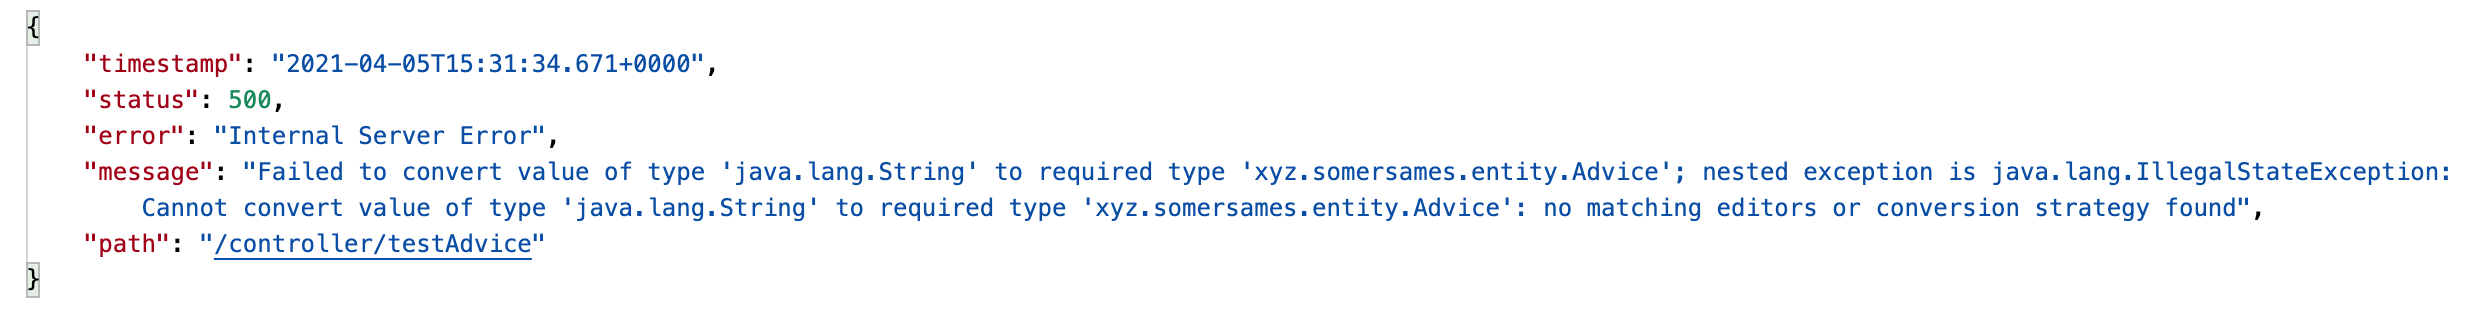 {
"timestamp": "2021-04-05T15:31:34.671+0000",
"status": 500,
"error": "Internal Server Error",
"message": "Failed to convert value of type 'java.lang.String' to required type 'xyz.somersames.entity.Advice'; nested exception is java.lang.IllegalStateException:
Cannot convert value of type 'java.lang.String' to required type 'xyz.somersames.entity.Advice': no matching editors or conversion strategy found",
"path": "/controller/testAdvice"
}